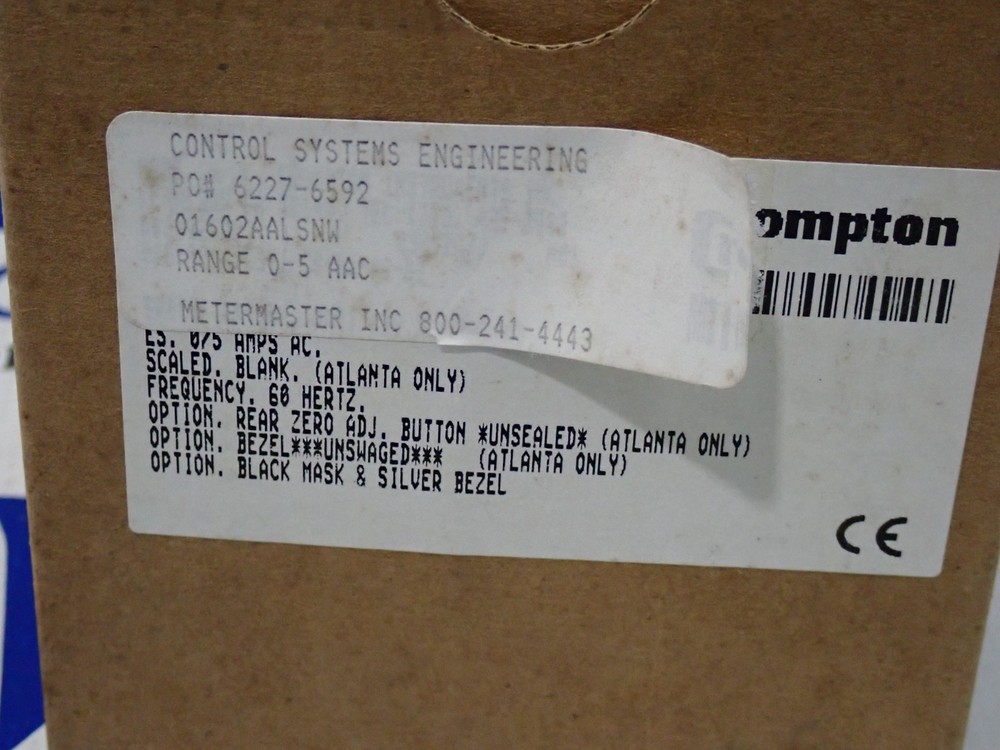 CONTROL SYSTEMS ENGINEERING
PO# 6227-6592
01602AALSNW
RANGE 0-5 AAC
METERMASTER INC 800-241-4443
ompton
ES. 0/5 AMPS AC.
SCALED. BLANK. (ATLANTA ONLY)
FREQUENCY. 60 HERTZ.
OPTION. REAR ZERO ADJ. BUTTON *UNSEALED* (ATLANTA ONLY)
OPTION. BEZEL***UNSWAGED*** (ATLANTA ONLY)
OPTION. BLACK MASK & SILVER BEZEL
CE